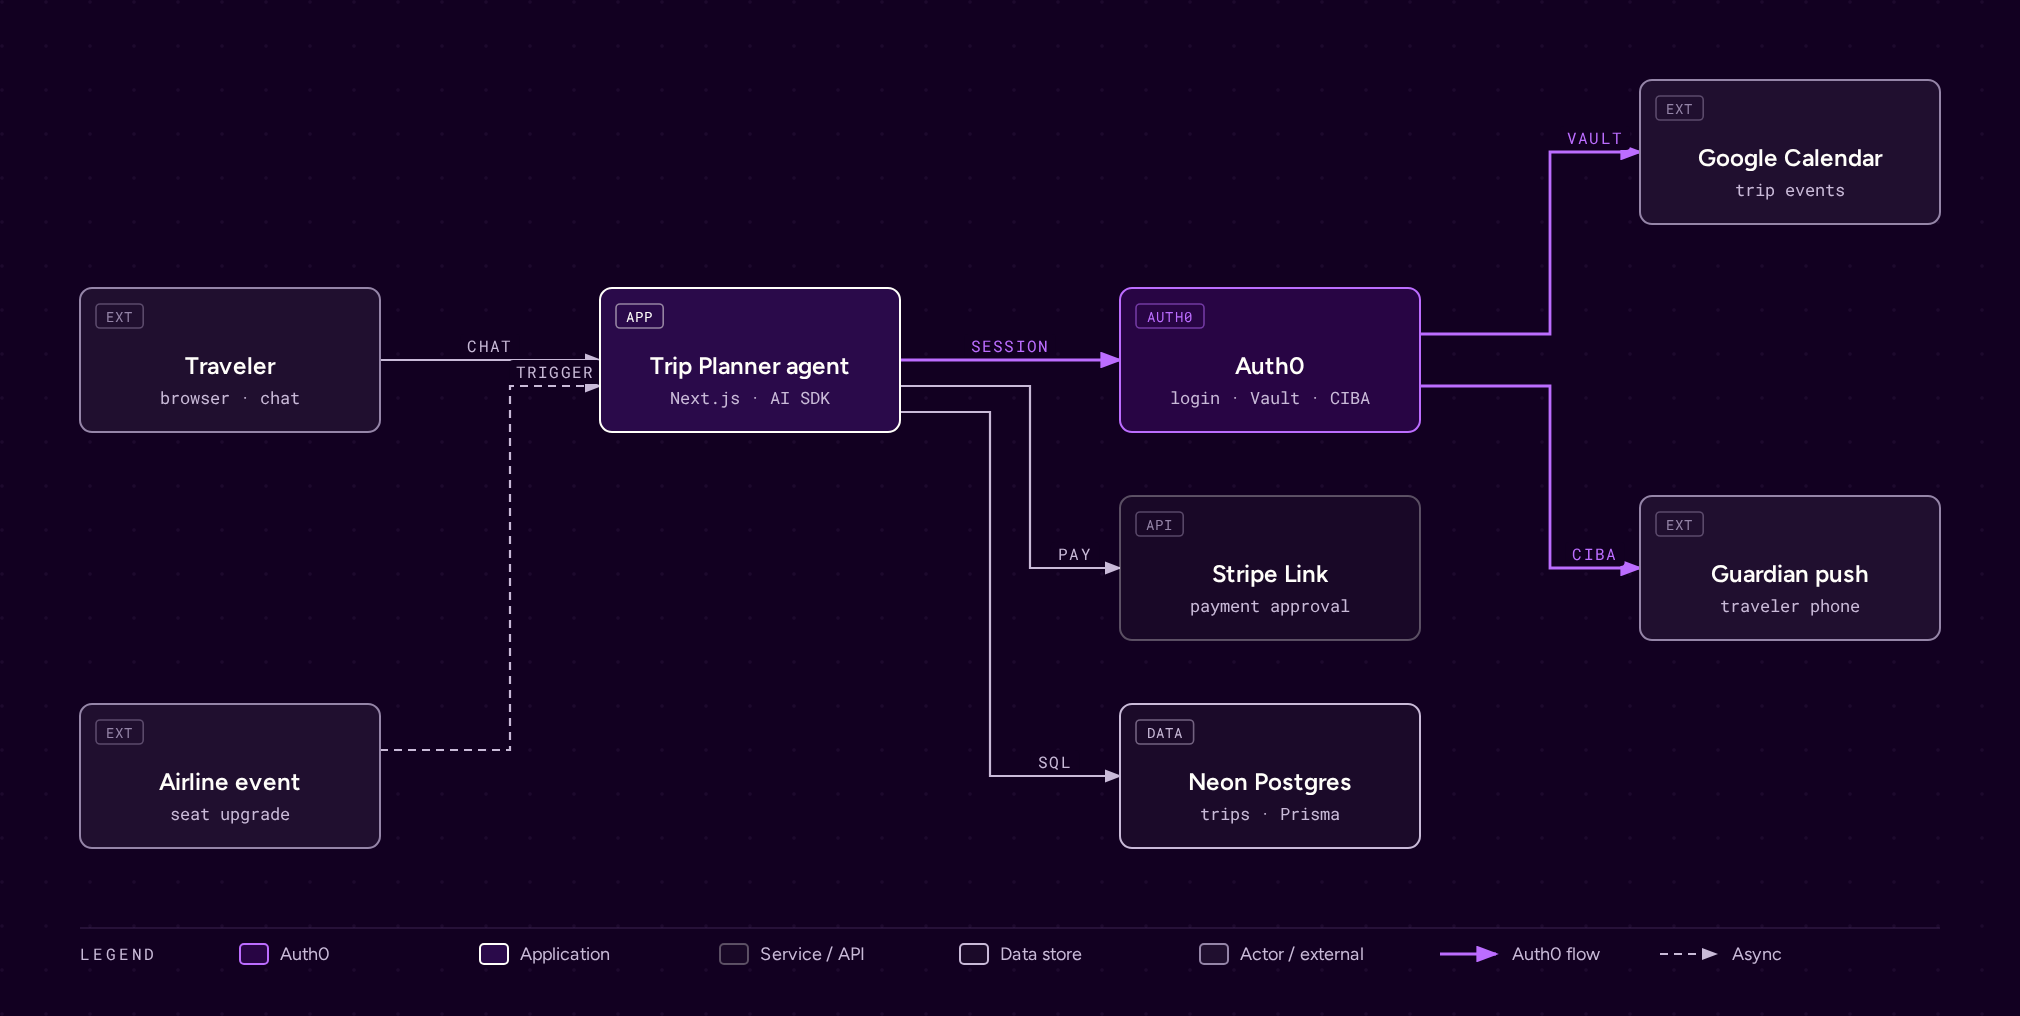 EXT
Google Calendar
trip events
VAULT
EXT
Traveler
browser · chat
CHAT
TRIGGER
APP
Trip Planner agent
Next.js · AI SDK
SESSION
AUTH0
Auth0
login · Vault · CIBA
API
Stripe Link
payment approval
PAY
CIBA
EXT
Guardian push
traveler phone
EXT
Airline event
seat upgrade
SQL
DATA
Neon Postgres
trips · Prisma
LEGEND
Auth0
Application
Service / API
Data store
Actor / external
Auth0 flow
Async